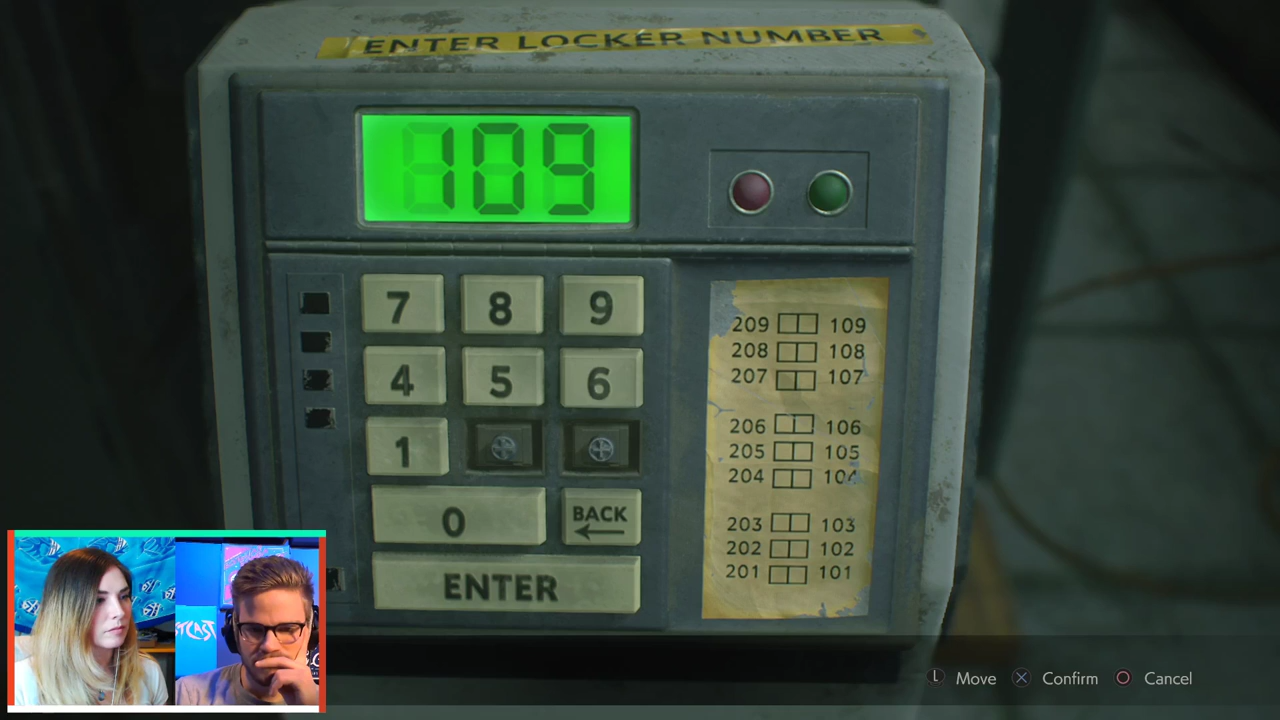 ENTER LOCKER NUMBER
109
7 8 9
4 5 6
1
0 BACK
ENTER
209 109
208 108
207 107
206 106
205 105
204 104
203 103
202 102
201 101
L Move Confirm Cancel